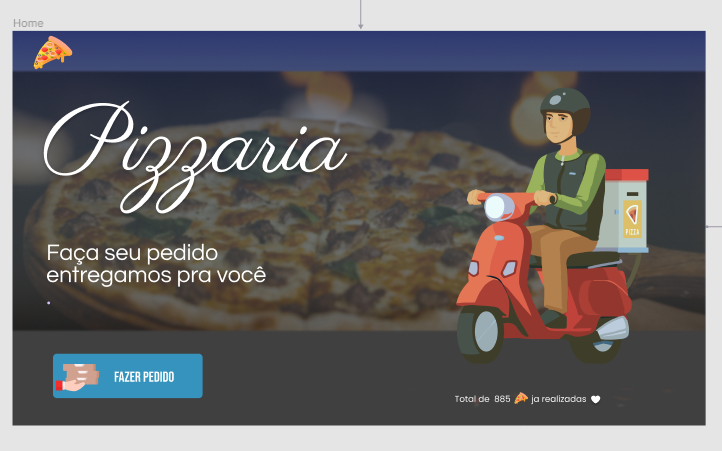 Home
Pizzaria
Faça seu pedido
entregamos pra você
.
PIZZA
FAZER PEDIDO
Total de 885 ja realizadas